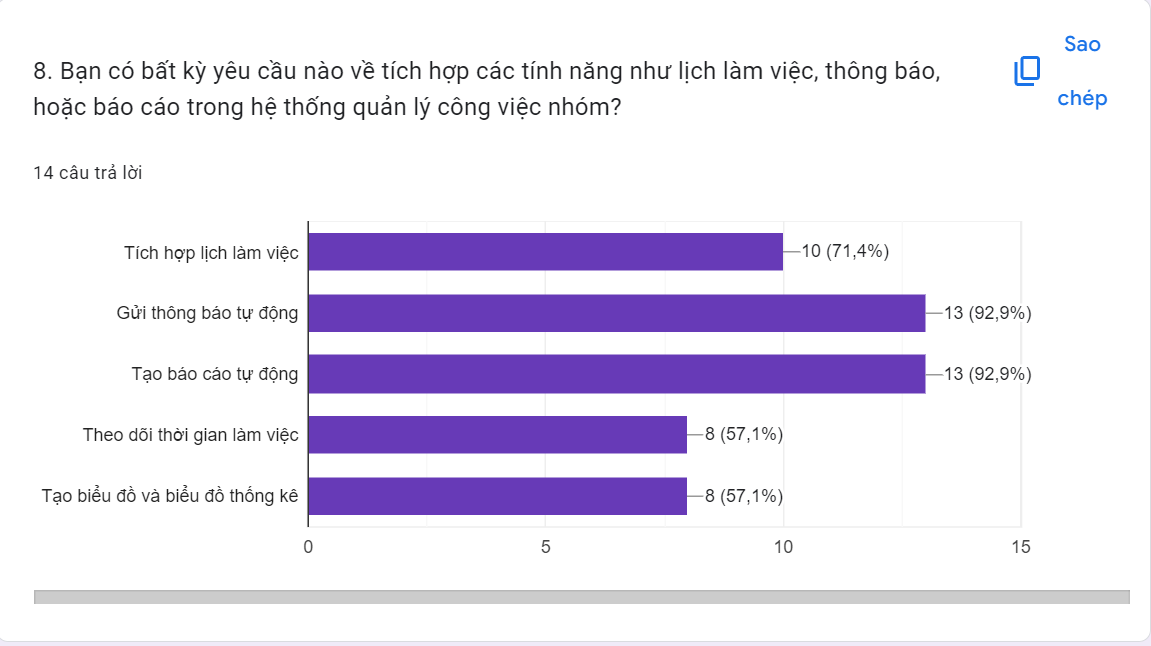 8. Bạn có bất kỳ yêu cầu nào về tích hợp các tính năng như lịch làm việc, thông báo,
hoặc báo cáo trong hệ thống quản lý công việc nhóm?
Sao
chép
14 câu trả lời
Tích hợp lịch làm việc
10 (71,4%)
Gửi thông báo tự động
13 (92,9%)
Tạo báo cáo tự động
13 (92,9%)
Theo dõi thời gian làm việc
8 (57,1%)
Tạo biểu đồ và biểu đồ thống kê
8 (57,1%)
0
5
10
15